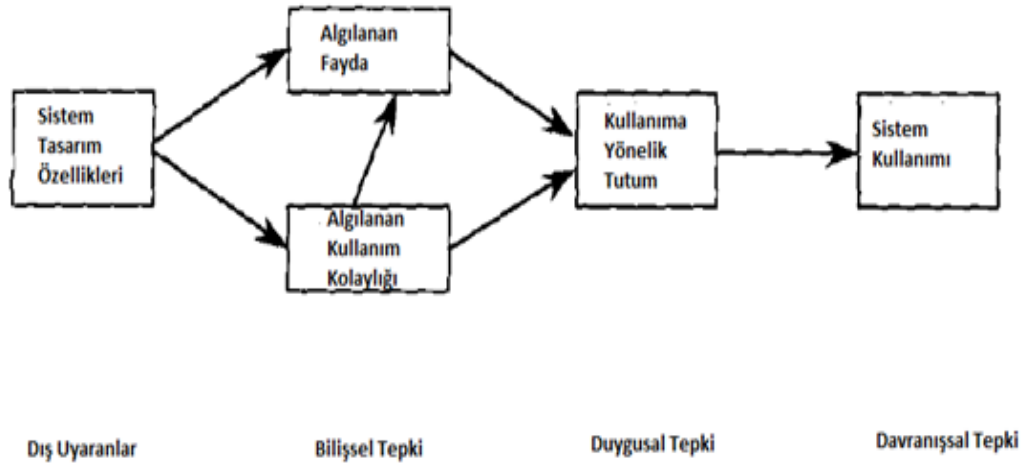 Algılanan
Fayda
Sistem
Tasarım
Özellikleri
Algılanan
Kullanım
Kolaylığı
Kullanıma
Yönelik
Tutum
Sistem
Kullanımı
Dış Uyaranlar
Bilişsel Tepki
Duygusal Tepki
Davranışsal Tepki